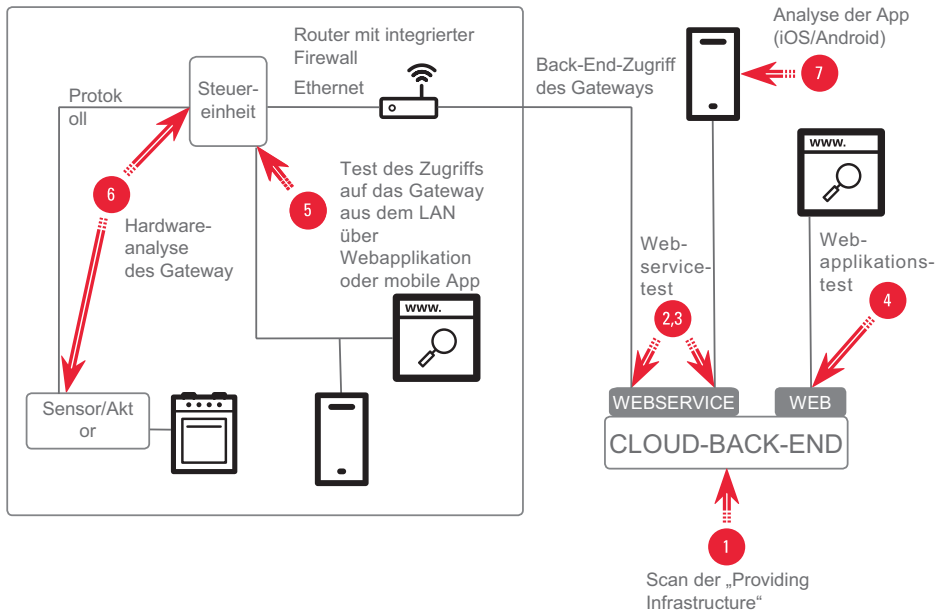 Router mit integrierter
Firewall
Ethernet
Steuer-
einheit
Protok
oll
6
Hardware-
analyse
des Gateway
5
Test des Zugriffs
auf das Gateway
aus dem LAN
über
Webapplikation
oder mobile App
www.
Sensor/Akt
or
Back-End-Zugriff
des Gateways
Analyse der App
(iOS/Android)
7
www.
Web-
service-
test
2,3
Web-
applikations-
test
4
WEBSERVICE
WEB
CLOUD-BACK-END
1
Scan der „Providing
Infrastructure“